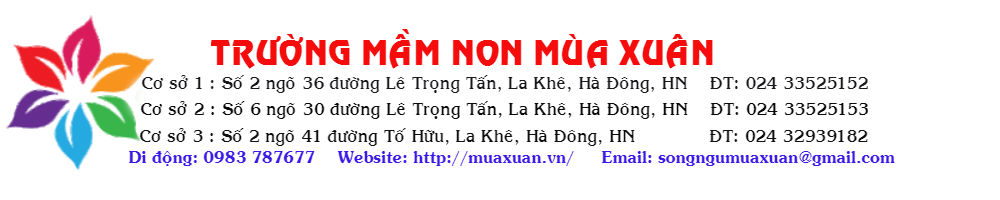 TRƯỜNG MẦM NON MÙA XUÂN
Cơ sở 1 : Số 2 ngõ 36 đường Lê Trọng Tấn, La Khê, Hà Đông, HN ĐT: 024 33525152
Cơ sở 2 : Số 6 ngõ 30 đường Lê Trọng Tấn, La Khê, Hà Đông, HN ĐT: 024 33525153
Cơ sở 3 : Số 2 ngõ 41 đường Tố Hữu, La Khê, Hà Đông, HN ĐT: 024 32939182
Di động: 0983 787677 Website: http://muaxuan.vn/ Email: songngumuaxuan@gmail.com